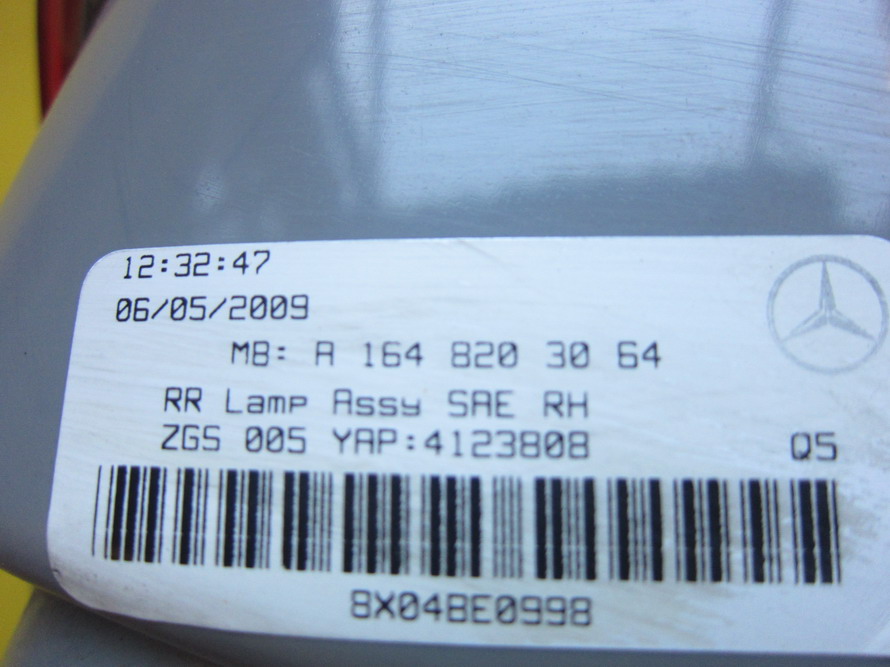 12:32:47
06/05/2009
MB: A 164 820 30 64
RR Lamp Assy SAE RH
ZGS 005 YAP:4123808 Q5
8X04BE0998